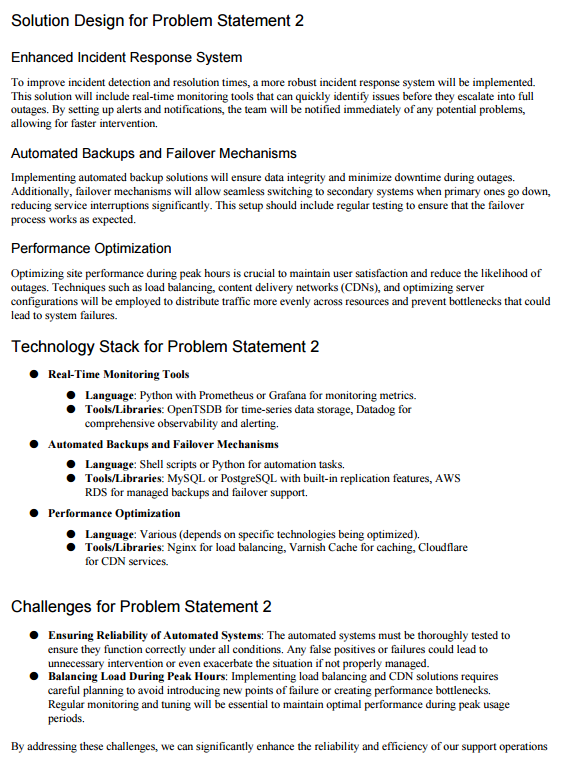 Solution Design for Problem Statement 2
Enhanced Incident Response System
To improve incident detection and resolution times, a more robust incident response system will be implemented.
This solution will include real-time monitoring tools that can quickly identify issues before they escalate into full
outages. By setting up alerts and notifications, the team will be notified immediately of any potential problems,
allowing for faster intervention.
Automated Backups and Failover Mechanisms
Implementing automated backup solutions will ensure data integrity and minimize downtime during outages.
Additionally, failover mechanisms will allow seamless switching to secondary systems when primary ones go down,
reducing service interruptions significantly. This setup should include regular testing to ensure that the failover
process works as expected.
Performance Optimization
Optimizing site performance during peak hours is crucial to maintain user satisfaction and reduce the likelihood of
outages. Techniques such as load balancing, content delivery networks (CDNs), and optimizing server
configurations will be employed to distribute traffic more evenly across resources and prevent bottlenecks that could
lead to system failures.
Technology Stack for Problem Statement 2
● Real-Time Monitoring Tools
● Language: Python with Prometheus or Grafana for monitoring metrics.
● Tools/Libraries: OpenTSDB for time-series data storage, Datadog for
comprehensive observability and alerting.
● Automated Backups and Failover Mechanisms
● Language: Shell scripts or Python for automation tasks.
● Tools/Libraries: MySQL or PostgreSQL with built-in replication features, AWS
RDS for managed backups and failover support.
● Performance Optimization
● Language: Various (depends on specific technologies being optimized).
● Tools/Libraries: Nginx for load balancing, Varnish Cache for caching, Cloudflare
for CDN services.
Challenges for Problem Statement 2
● Ensuring Reliability of Automated Systems: The automated systems must be thoroughly tested to
ensure they function correctly under all conditions. Any false positives or failures could lead to
unnecessary intervention or even exacerbate the situation if not properly managed.
● Balancing Load During Peak Hours: Implementing load balancing and CDN solutions requires
careful planning to avoid introducing new points of failure or creating performance bottlenecks.
Regular monitoring and tuning will be essential to maintain optimal performance during peak usage
periods.
By addressing these challenges, we can significantly enhance the reliability and efficiency of our support operations